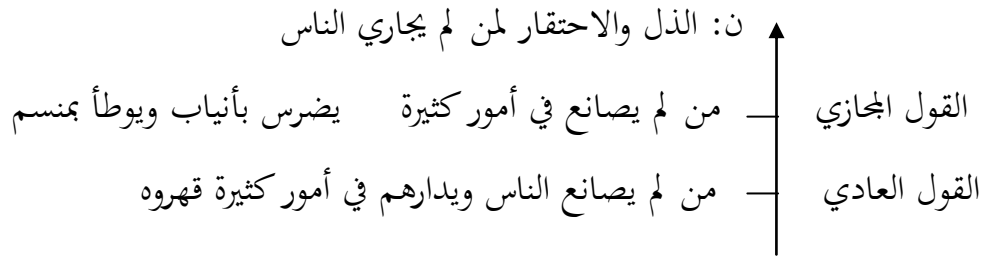 ن: الذل والاحتقار لمن لم يجاري الناس
القول المجازي من لم يصانع في أمور كثيرة يضرس بأنياب ويوطأ بمنسم
القول العادي من لم يصانع الناس ويدارهم في أمور كثيرة قهروه